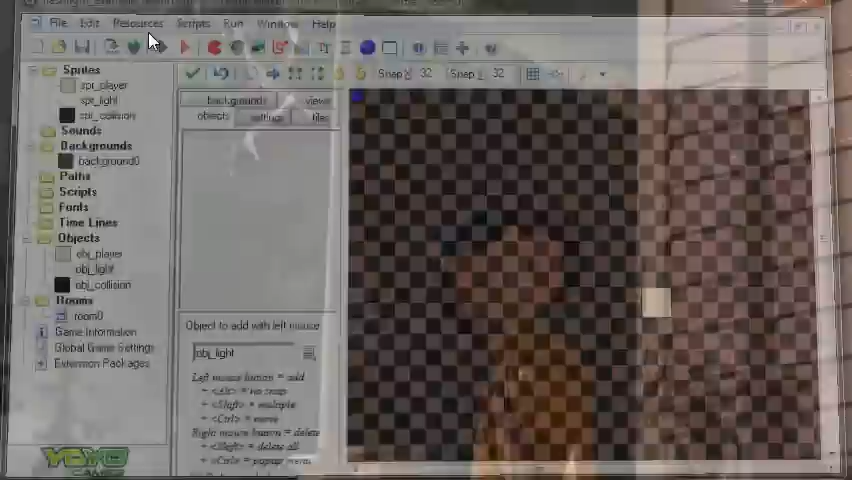 File Edit Resources Scripts Run Window Help
Snap X 32 Snap Y 32
Sprites
spr_player
spr_light
spr_collision
Sounds
Backgrounds
background0
Paths
Scripts
Fonts
Time Lines
Objects
obj_player
obj_light
obj_collision
Rooms
room0
Game Information
Global Game Settings
Extension Packages
backgrounds views
objects settings tiles
Object to add with left mouse
obj_light
Left mouse button = add
+ <Alt> = no snap
+ <Shift> = multiple
+ <Ctrl> = move
Right mouse button = delete
+ <Shift> = delete all
+ <Ctrl> = popup menu
YOYO
GAMES